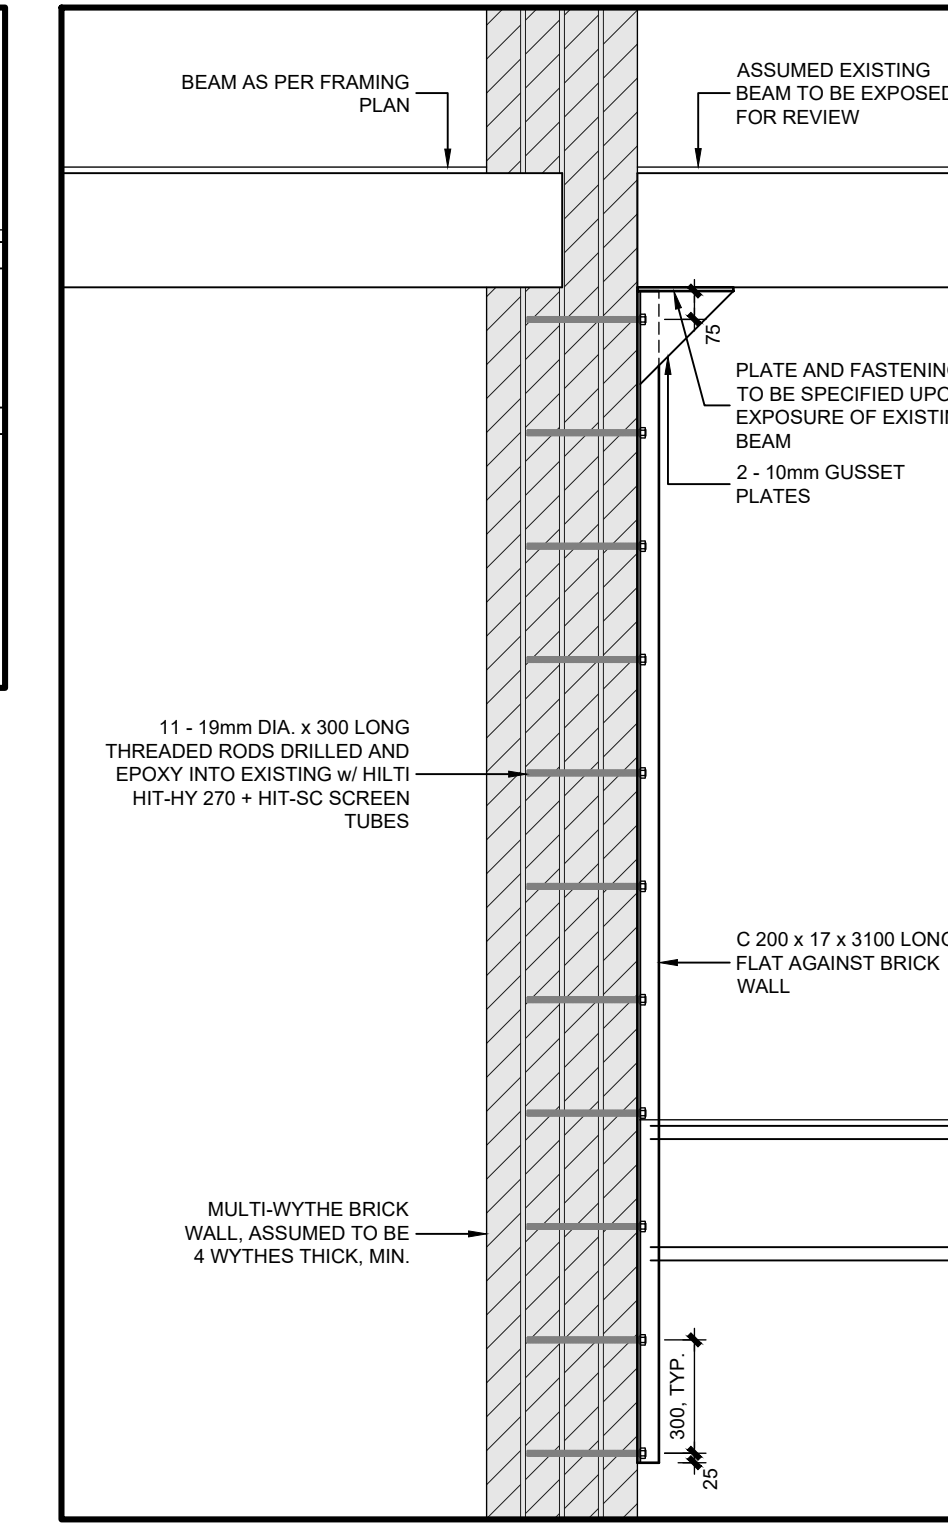 BEAM AS PER FRAMING
PLAN
ASSUMED EXISTING
BEAM TO BE EXPOSED
FOR REVIEW
75
PLATE AND FASTENING
TO BE SPECIFIED UPO
EXPOSURE OF EXISTIN
BEAM
2 - 10mm GUSSET
PLATES
11 - 19mm DIA. x 300 LONG
THREADED RODS DRILLED AND
EPOXY INTO EXISTING w/ HILTI
HIT-HY 270 + HIT-SC SCREEN
TUBES
C 200 x 17 x 3100 LONG
FLAT AGAINST BRICK
WALL
MULTI-WYTHE BRICK
WALL, ASSUMED TO BE
4 WYTHES THICK, MIN.
300, TYP.
25